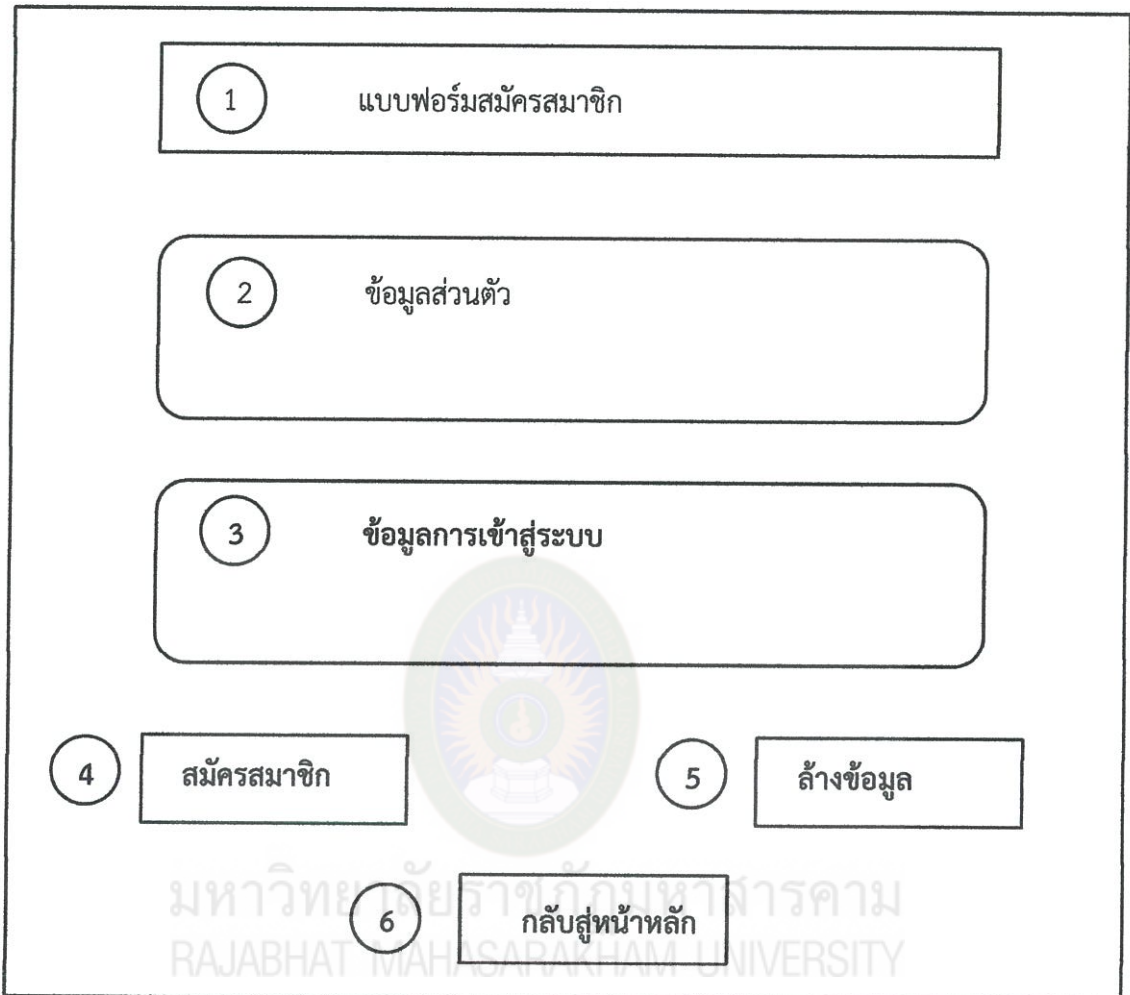 1 แบบฟอร์มสมัครสมาชิก
2 ข้อมูลส่วนตัว
3 ข้อมูลการเข้าสู่ระบบ
4 สมัครสมาชิก 5 ล้างข้อมูล
มหาวิทยาลัยราชภัฏมหาสารคาม
6 กลับสู่หน้าหลัก
RAJABHAT MAHASARAKHAM UNIVERSITY